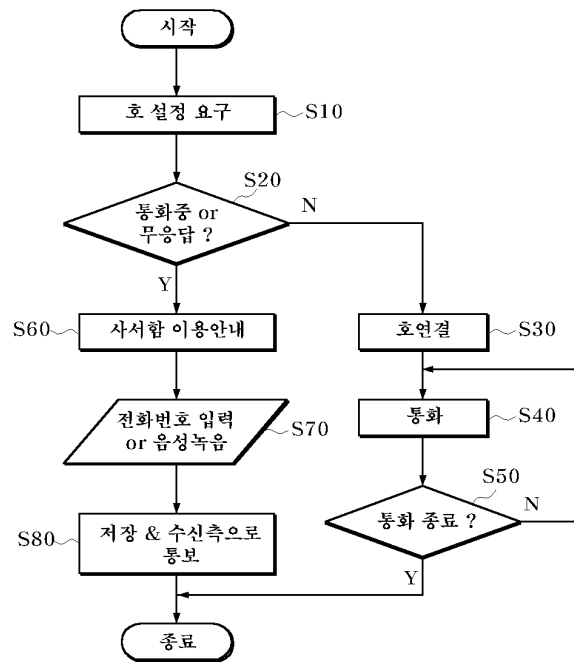 시작
호 설정 요구
S10
S20
통화중 or
무응답 ?
N
Y
S60
사서함 이용안내
호연결
S30
전화번호 입력
or 음성녹음
S70
통화
S40
S50
통화 종료 ?
N
Y
S80
저장 & 수신측으로
통보
종료